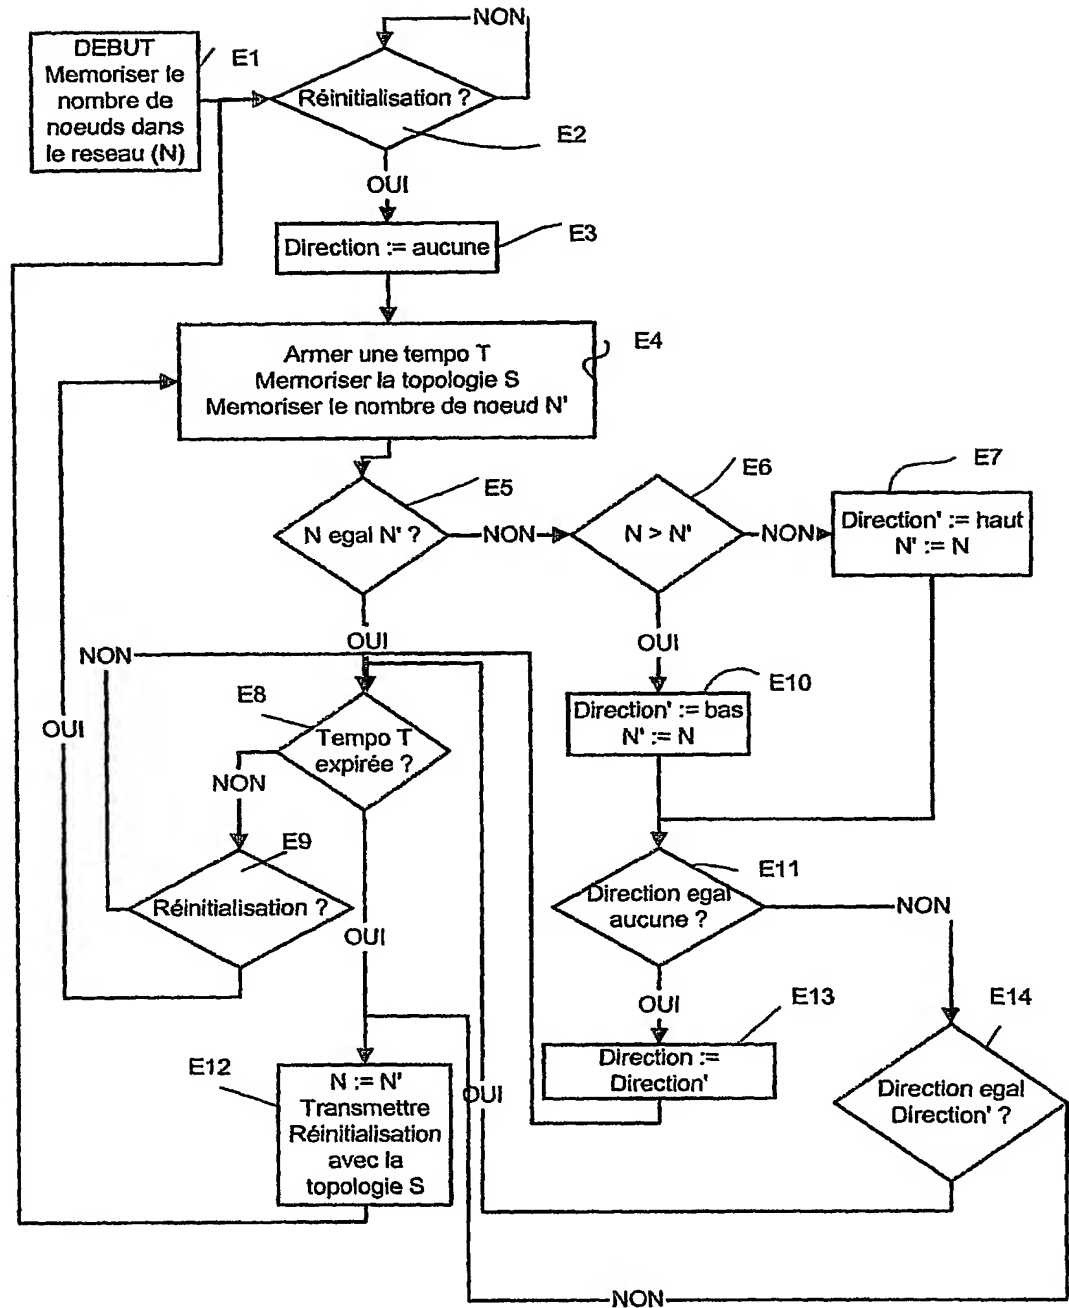 NON
DEBUT
Memoriser le
nombre de
noeuds dans
le reseau (N)
E1
Réinitialisation ?
E2
OUI
Direction := aucune
E3
Armer une tempo T
Memoriser la topologie S
Memoriser le nombre de noeud N'
E4
N egal N' ?
E5
NON
N > N'
E6
NON
Direction' := haut
N' := N
E7
OUI
OUI
NON
E8
Tempo T
expirée ?
Direction' := bas
N' := N
E10
OUI
NON
E9
Réinitialisation ?
OUI
Direction egal
aucune ?
E11
NON
OUI
E13
E14
Direction :=
Direction'
E12
N := N'
Transmettre
Réinitialisation
avec la
topologie S
OUI
Direction egal
Direction' ?
NON